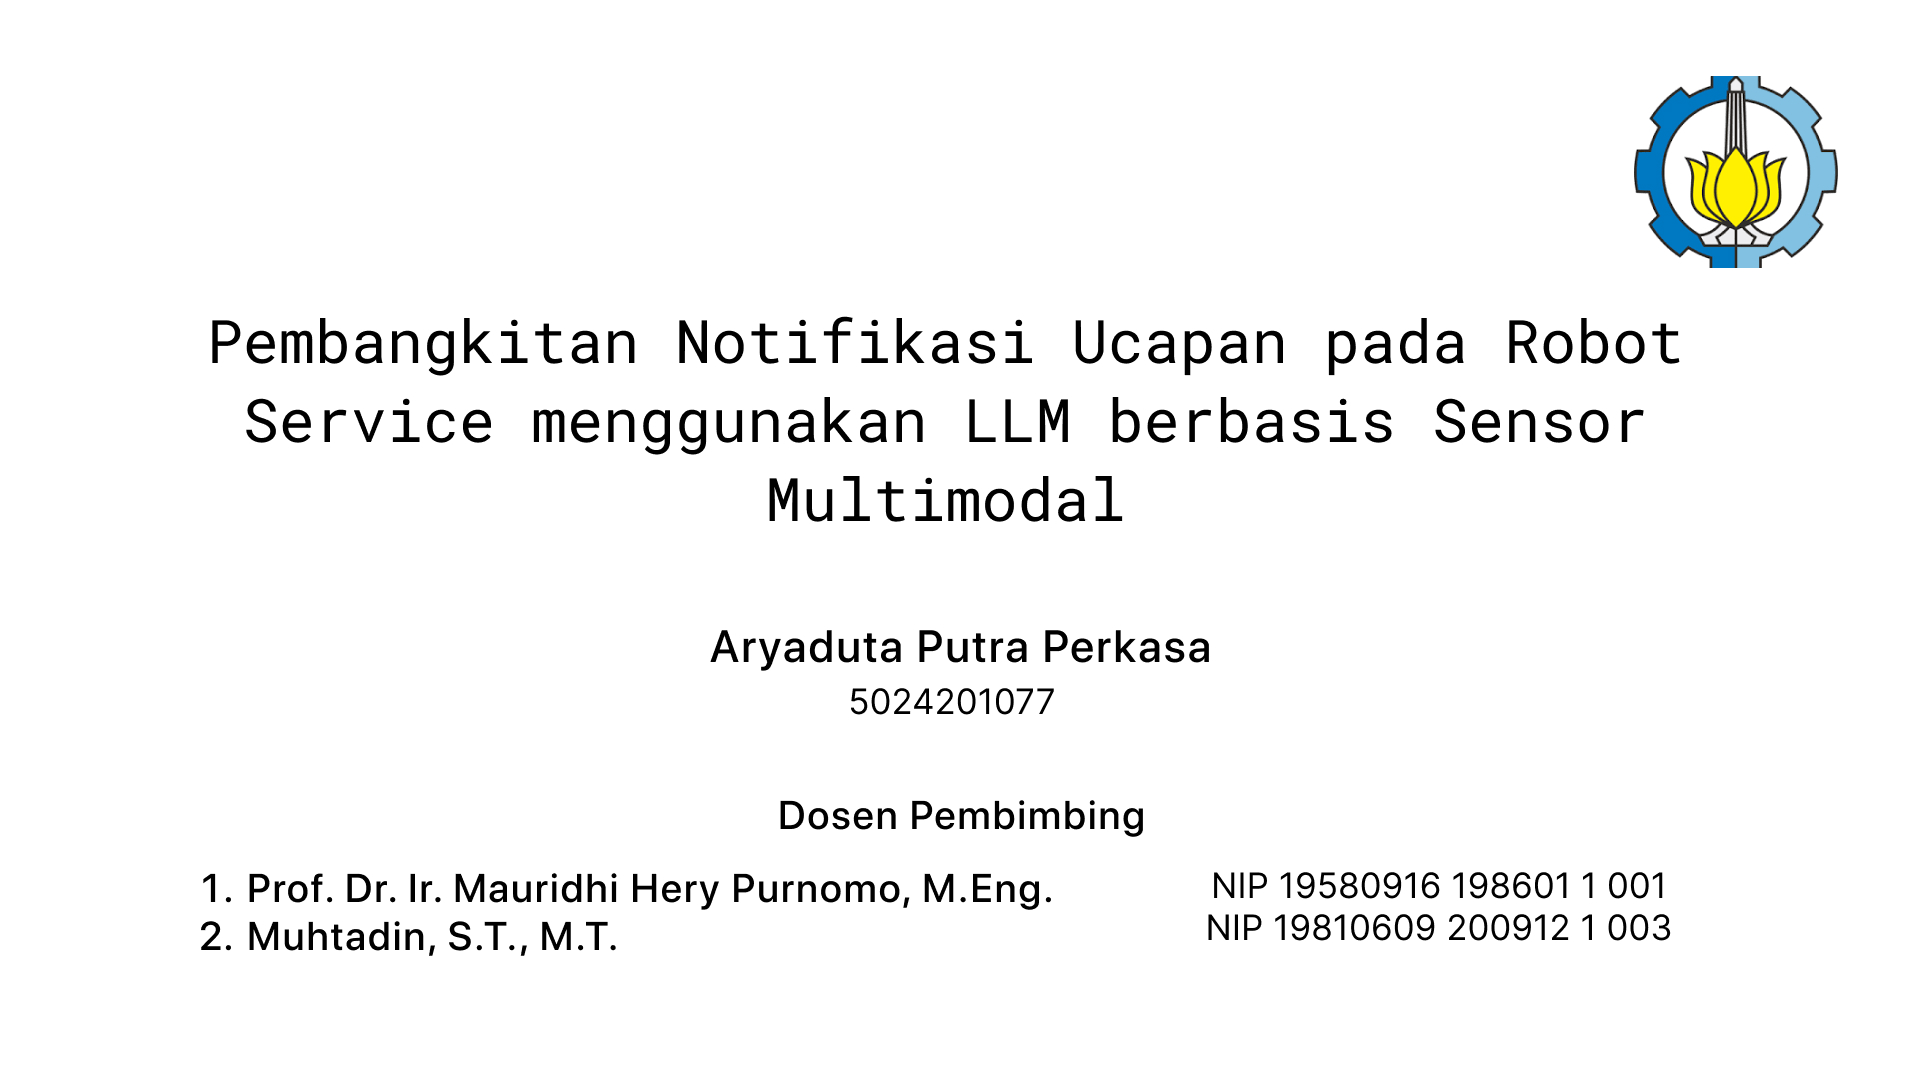 Pembangkitan Notifikasi Ucapan pada Robot
Service menggunakan LLM berbasis Sensor
Multimodal
Aryaduta Putra Perkasa
5024201077
Dosen Pembimbing
1. Prof. Dr. Ir. Mauridhi Hery Purnomo, M.Eng.
NIP 19580916 198601 1 001
2. Muhtadin, S.T., M.T.
NIP 19810609 200912 1 003